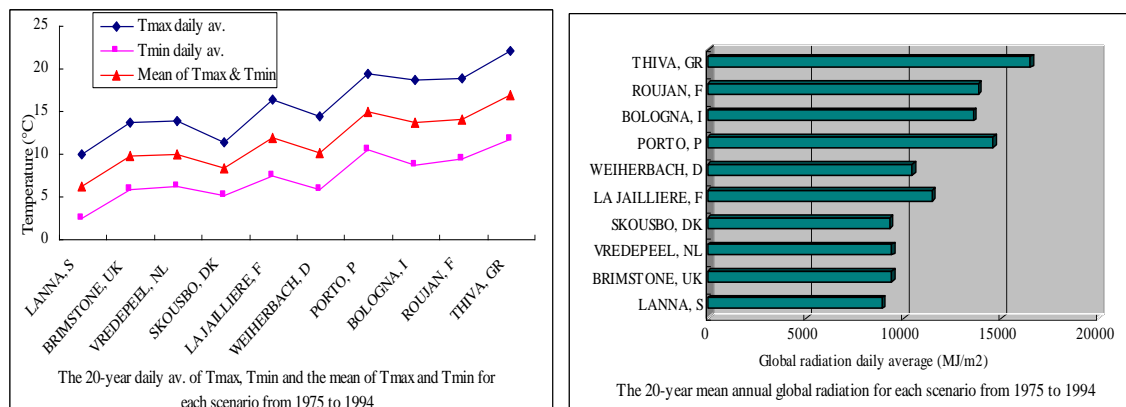 25
20
15
10
5
0
Temperature (°C)
Tmax daily av.
Tmin daily av.
Mean of Tmax & Tmin
LANNA, S
BRIMSTONE, UK
VREDEPEEL, NL
SKOUSBO, DK
LA JAILLIERE, F
WEIHERBACH, D
PORTO, P
BOLOGNA, I
ROUJAN, F
THIVA, GR
The 20-year daily av. of Tmax, Tmin and the mean of Tmax and Tmin for
each scenario from 1975 to 1994
THIVA, GR
ROUJAN, F
BOLOGNA, I
PORTO, P
WEIHERBACH, D
LA JAILLIERE, F
SKOUSBO, DK
VREDEPEEL, NL
BRIMSTONE, UK
LANNA, S
0 5000 10000 15000 20000
Global radiation daily average (MJ/m2)
The 20-year mean annual global radiation for each scenario from 1975 to 1994